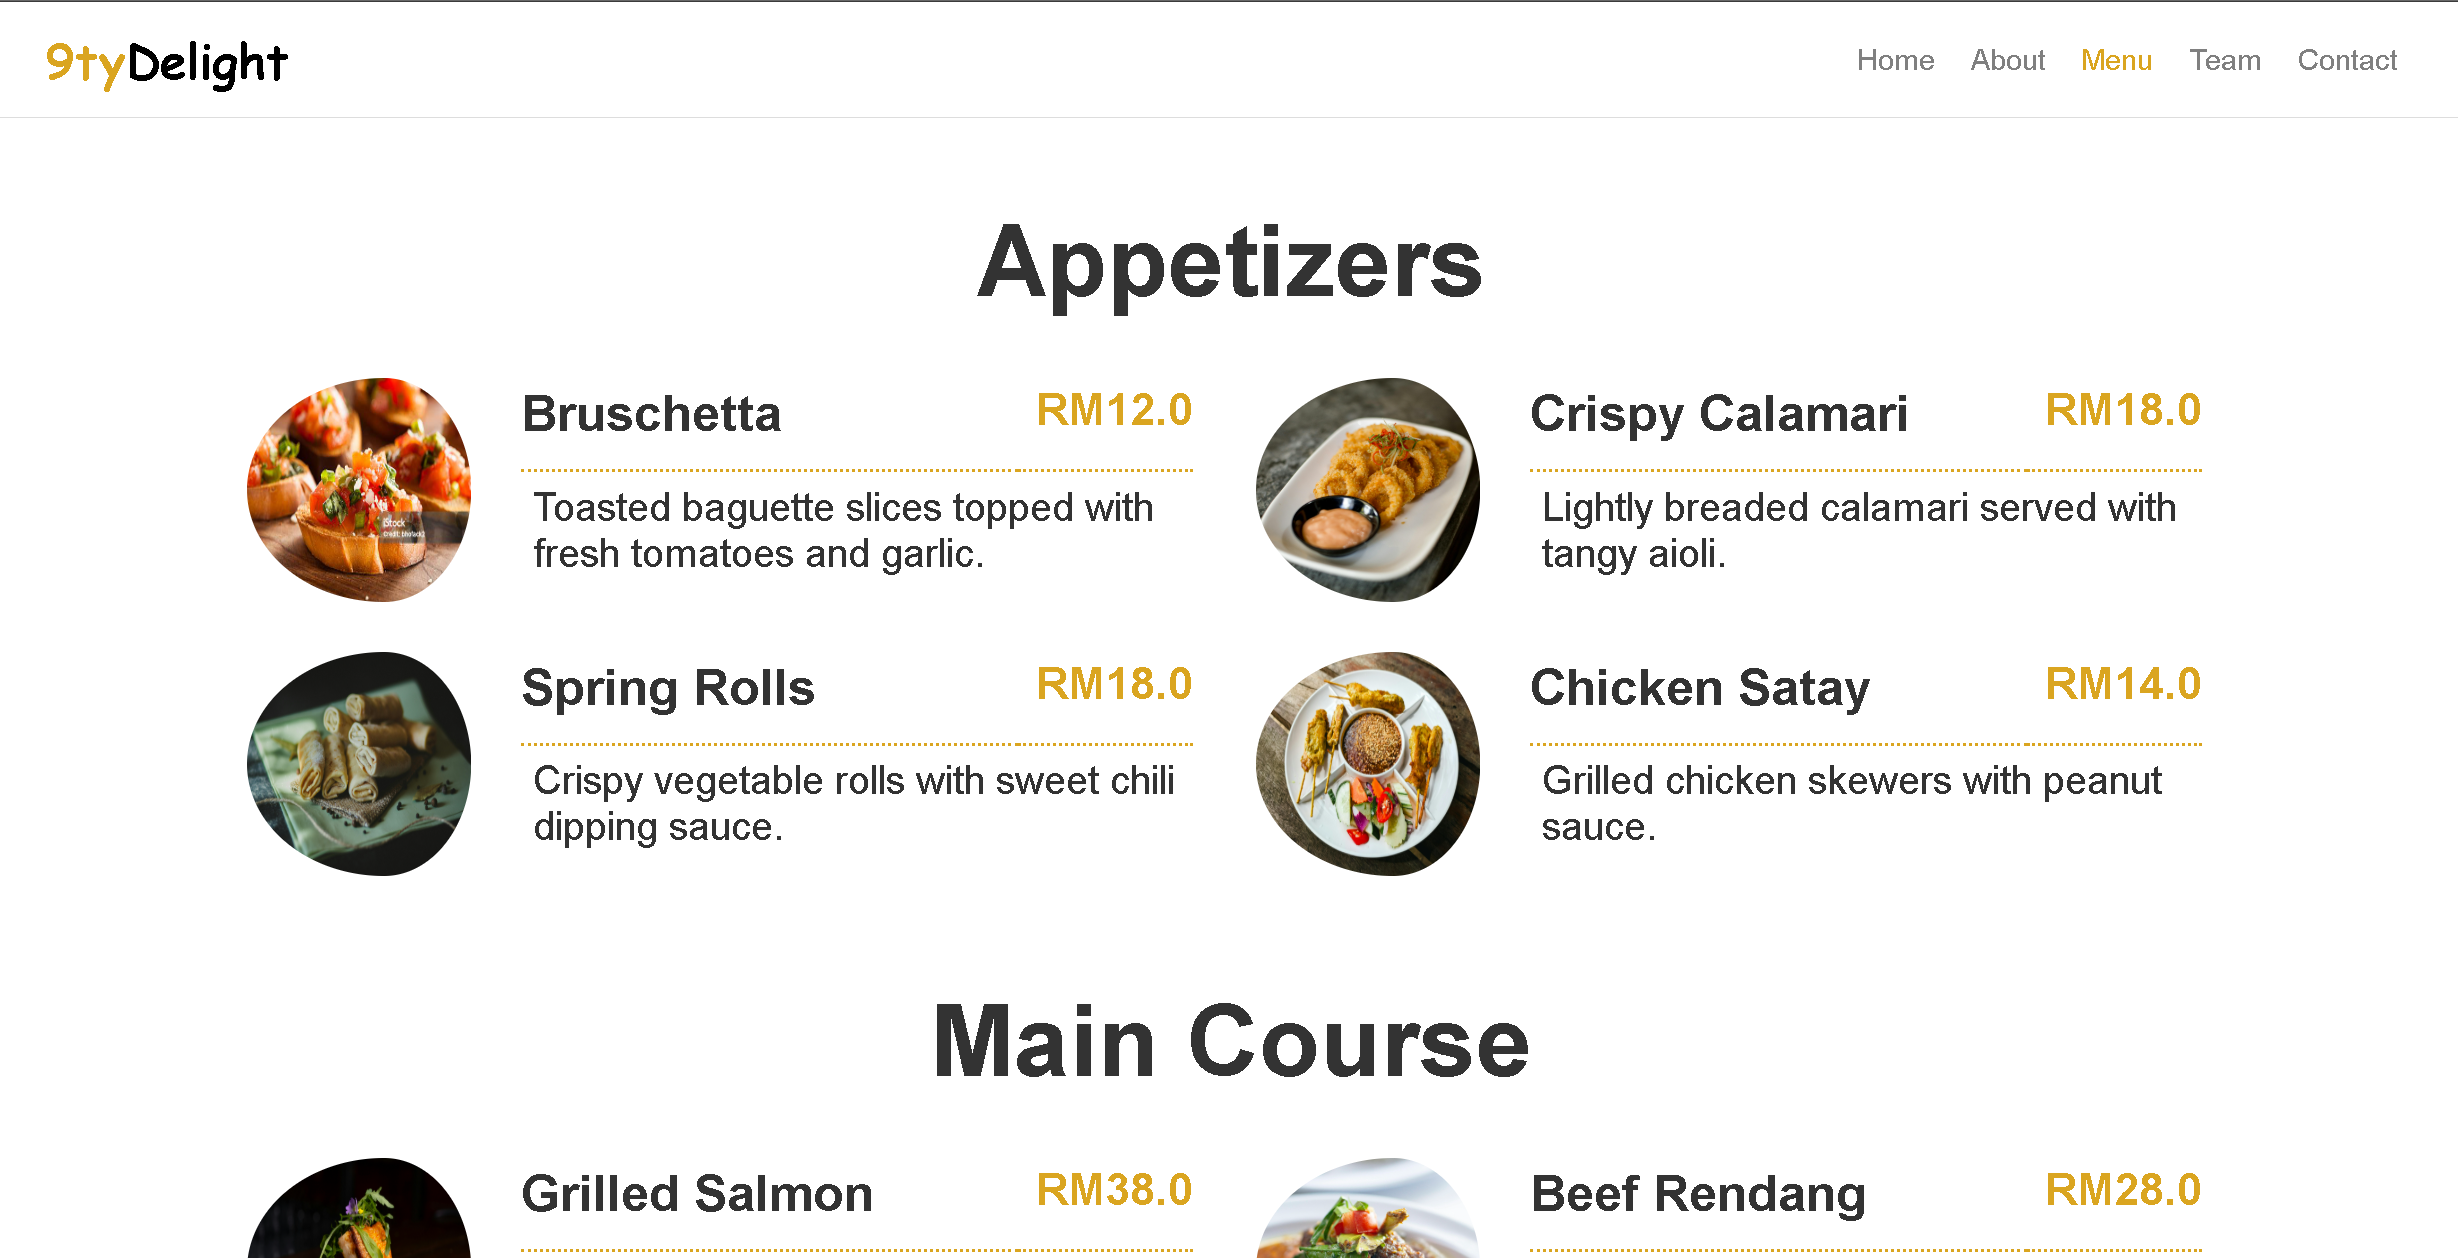 9tyDelight
Home About Menu Team Contact
Appetizers
Bruschetta RM12.0
Toasted baguette slices topped with
fresh tomatoes and garlic.
Crispy Calamari RM18.0
Lightly breaded calamari served with
tangy aioli.
iStock
Spring Rolls RM18.0
Crispy vegetable rolls with sweet chili
dipping sauce.
Chicken Satay RM14.0
Grilled chicken skewers with peanut
sauce.
Main Course
Grilled Salmon RM38.0
Beef Rendang RM28.0